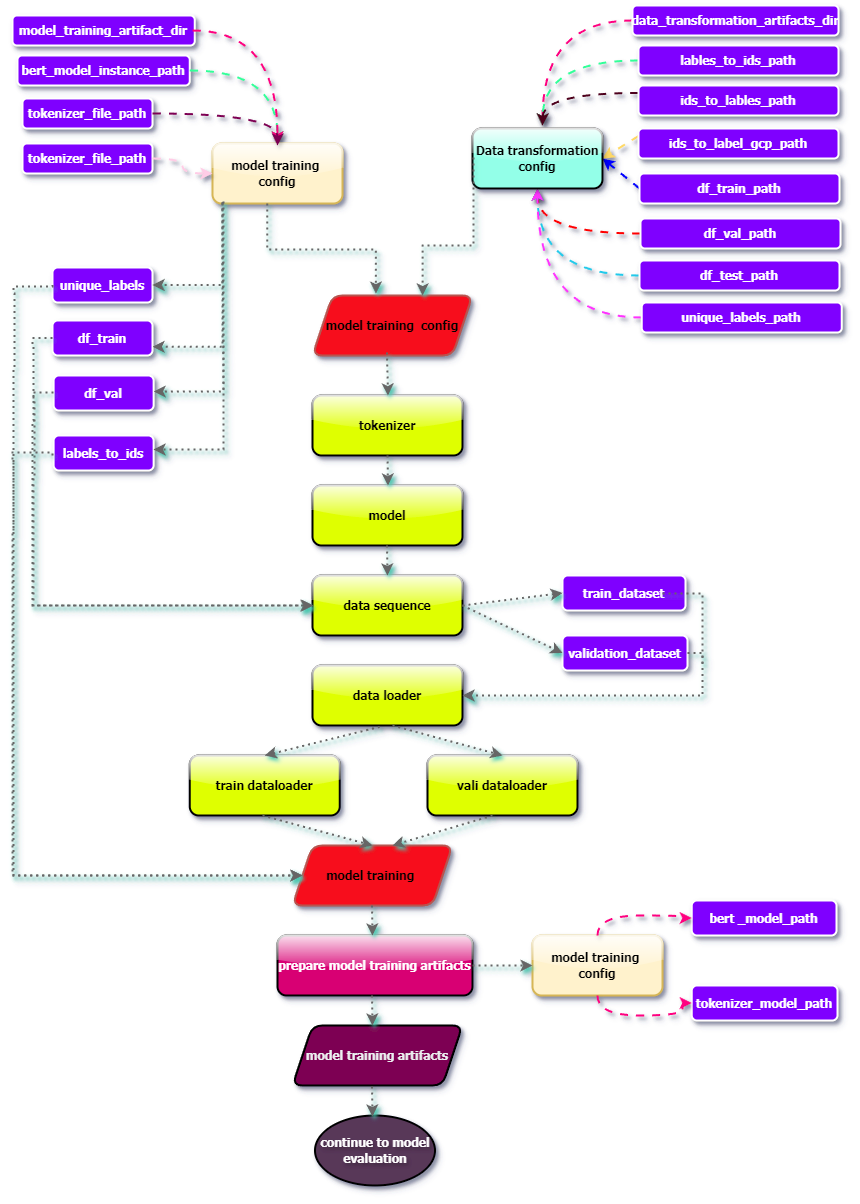 model_training_artifact_dir
bert_model_instance_path
tokenizer_file_path
tokenizer_file_path
model training
config
data_transformation_artifacts_dir
lables_to_ids_path
ids_to_lables_path
ids_to_label_gcp_path
df_train_path
df_val_path
df_test_path
unique_labels_path
Data transformation
config
unique_labels
df_train
df_val
labels_to_ids
model training  config
tokenizer
model
data sequence
train_dataset
validation_dataset
data loader
train dataloader
vali dataloader
model training
prepare model training artifacts
model training
config
bert _model_path
tokenizer_model_path
model training artifacts
continue to model
evaluation